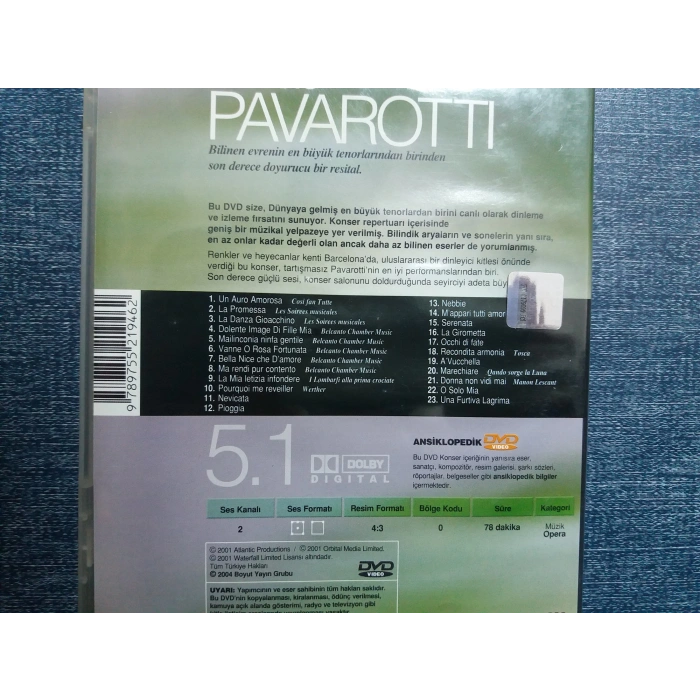 PAVAROTTI
Bilinen evrenin en büyük tenorlarından birinden
son derece doyurucu bir resital.
Bu DVD size, Dünyaya gelmiş en büyük tenorlardan birini canlı olarak dinleme
ve izleme fırsatını sunuyor. Konser repertuarı içerisinde
geniş bir müzikal yelpazeye yer verilmiş. Bilindik aryaların ve sonelerin yanı sıra,
en az onlar kadar değerli olan ancak daha az bilinen eserler de yorumlanmış.
Renkler ve heyecanlar kenti Barcelona'da, uluslararası bir dinleyici kitlesi önünde
verdiği bu konser, tartışmasız Pavarotti'nin en iyi performanslarından biri.
Son derece güçlü sesi, konser salonunu doldurduğunda seyirciyi adeta
1. Un Auro Amorosa Cosi fan Tutte
2. La Promessa Les Soirees musicales
3. La Danza Gioacchino Les Soirees musicales
4. Dolente Image Di Fille Mia Belcanto Chamber Music
5. Mailinconia ninfa gentile Belcanto Chamber Music
6. Vanne O Rosa Fortunata Belcanto Chamber Music
7. Bella Nice che D'amore Belcanto Chamber Music
8. Ma rendi pur contento Belcanto Chamber Music
9. La Mia letizia infondere I Lombarfi alla prima crociate
10. Pourquoi me reveiller Werther
11. Nevicata
12. Pioggia
13. Nebbie
14. M'appari tutt amor
15. Serenata
16. La Girometta
17. Occhi di fate
18. Recondita armonia Tosca
19. A'Vucchella
20. Marechiare Qando sorge la Luna
21. Donna non vidi mai Manon Lescant
22. O Solo Mia
23. Una Furtiva Lagrima
9789755219462
5.1 DOLBY
DIGITAL
ANSİKLOPEDİK DVD
VIDEO
Bu DVD Konser içeriğinin yanısıra eser,
sanatçı, kompozitör, resim galerisi, şarkı sözleri,
röportajlar, belgeseller gibi ansiklopedik bilgiler
içermektedir.
Ses Kanalı Ses Formatı Resim Formatı Bölge Kodu Süre Kategori
2 4:3 0 78 dakika Müzik
Opera
© 2001 Atlantic Productions / © 2001 Orbital Media Limited.
© 2001 Waterfall Limited Lisansı altındadır.
Tüm Türkiye Hakları
© 2004 Boyut Yayın Grubu
DVD
VIDEO
UYARI: Yapımcının ve eser sahibinin tüm hakları saklıdır.
Bu DVD'nin kopyalanması, kiralanması, ödünç verilmesi,
kamuya açık alanda gösterimi, radyo ve televizyon gibi